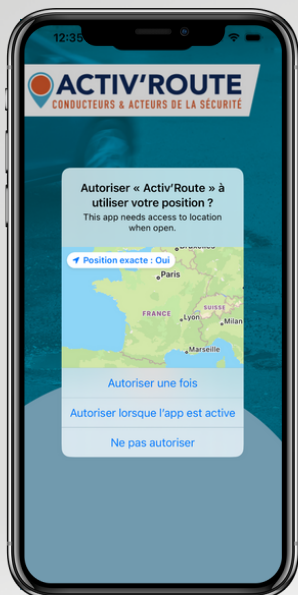 12:35
ACTIV'ROUTE
CONDUCTEURS & ACTEURS DE LA SÉCURITÉ
Autoriser « Activ'Route » à
utiliser votre position ?
This app needs access to location
when open.
Bruxelles
Position exacte : Oui
Paris
FRANCE
SUISSE
Lyon
Milan
Marseille
Autoriser une fois
Autoriser lorsque l'app est active
Ne pas autoriser